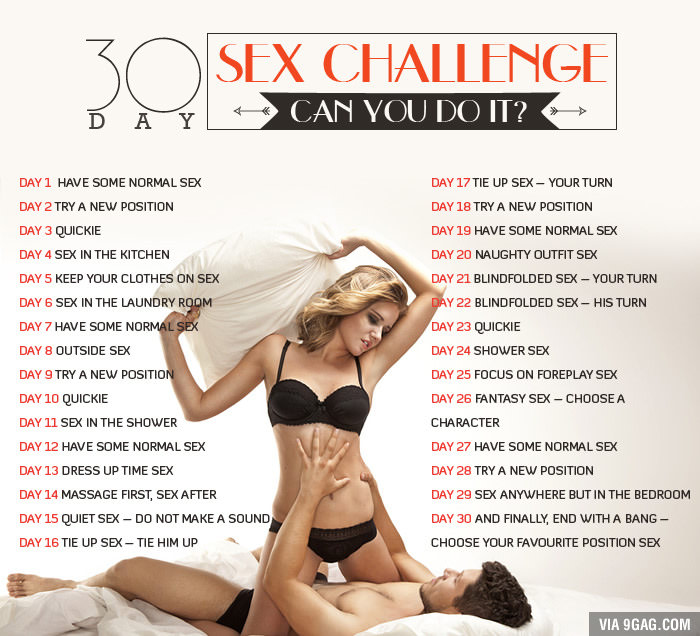 30 DAY
SEX CHALLENGE
CAN YOU DO IT?
DAY 1 HAVE SOME NORMAL SEX
DAY 2 TRY A NEW POSITION
DAY 3 QUICKIE
DAY 4 SEX IN THE KITCHEN
DAY 5 KEEP YOUR CLOTHES ON SEX
DAY 6 SEX IN THE LAUNDRY ROOM
DAY 7 HAVE SOME NORMAL SEX
DAY 8 OUTSIDE SEX
DAY 9 TRY A NEW POSITION
DAY 10 QUICKIE
DAY 11 SEX IN THE SHOWER
DAY 12 HAVE SOME NORMAL SEX
DAY 13 DRESS UP TIME SEX
DAY 14 MASSAGE FIRST, SEX AFTER
DAY 15 QUIET SEX – DO NOT MAKE A SOUND
DAY 16 TIE UP SEX – TIE HIM UP
DAY 17 TIE UP SEX – YOUR TURN
DAY 18 TRY A NEW POSITION
DAY 19 HAVE SOME NORMAL SEX
DAY 20 NAUGHTY OUTFIT SEX
DAY 21 BLINDFOLDED SEX – YOUR TURN
DAY 22 BLINDFOLDED SEX – HIS TURN
DAY 23 QUICKIE
DAY 24 SHOWER SEX
DAY 25 FOCUS ON FOREPLAY SEX
DAY 26 FANTASY SEX – CHOOSE A
CHARACTER
DAY 27 HAVE SOME NORMAL SEX
DAY 28 TRY A NEW POSITION
DAY 29 SEX ANYWHERE BUT IN THE BEDROOM
DAY 30 AND FINALLY, END WITH A BANG –
CHOOSE YOUR FAVOURITE POSITION SEX
VIA 9GAG.COM